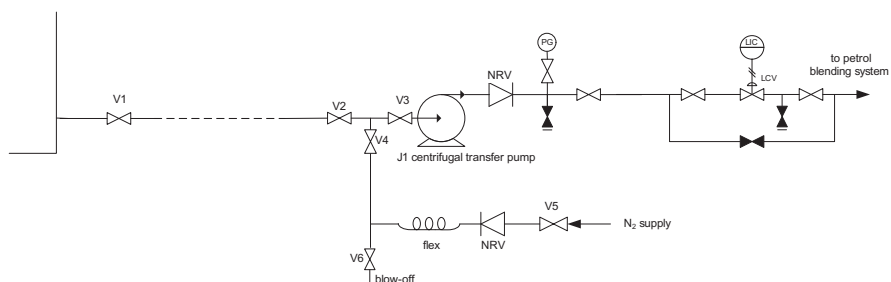 PG
LIC
to petrol
blending system
NRV
LCV
V1
V2
V3
V4
J1 centrifugal transfer pump
V5
N₂ supply
flex
NRV
V6
blow-off